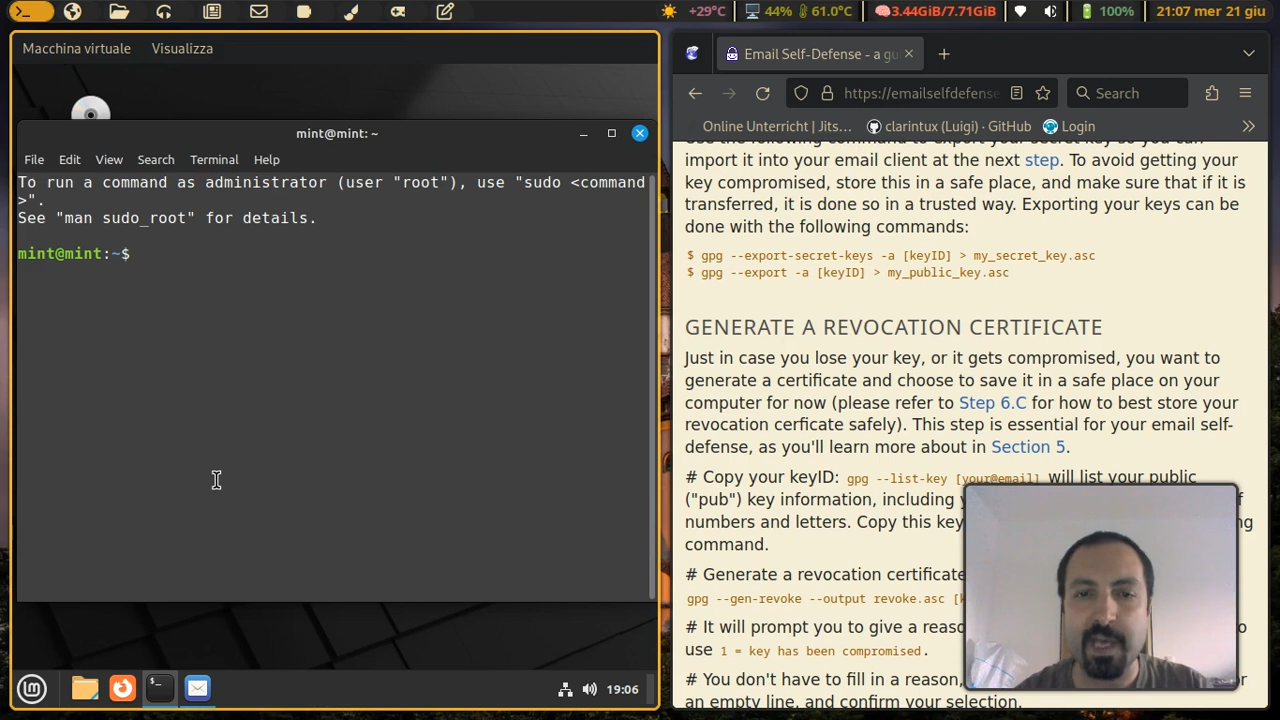 +29°C 44% 61.0°C 3.44GiB/7.71GiB 100% 21:07 mer 21 giu
Macchina virtuale Visualizza
mint@mint: ~
File Edit View Search Terminal Help
To run a command as administrator (user "root"), use "sudo <command
>".
See "man sudo_root" for details.
mint@mint:~$
19:06
Email Self-Defense - a gu
https://emailselfdefense
Search
Online Unterricht | Jits… clarintux (Luigi) · GitHub Login
import it into your email client at the next step. To avoid getting your
key compromised, store this in a safe place, and make sure that if it is
transferred, it is done so in a trusted way. Exporting your keys can be
done with the following commands:
$ gpg --export-secret-keys -a [keyID] > my_secret_key.asc
$ gpg --export -a [keyID] > my_public_key.asc
GENERATE A REVOCATION CERTIFICATE
Just in case you lose your key, or it gets compromised, you want to
generate a certificate and choose to save it in a safe place on your
computer for now (please refer to Step 6.C for how to best store your
revocation cerficate safely). This step is essential for your email self-
defense, as you'll learn more about in Section 5.
# Copy your keyID: gpg --list-key [your@email] will list your public
("pub") key information, including
numbers and letters. Copy this key
command.
# Generate a revocation certificate
gpg --gen-revoke --output revoke.asc
# It will prompt you to give a
use 1 = key has been compromised.
# You don't have to fill in a reason,
an empty line, and confirm your selection.